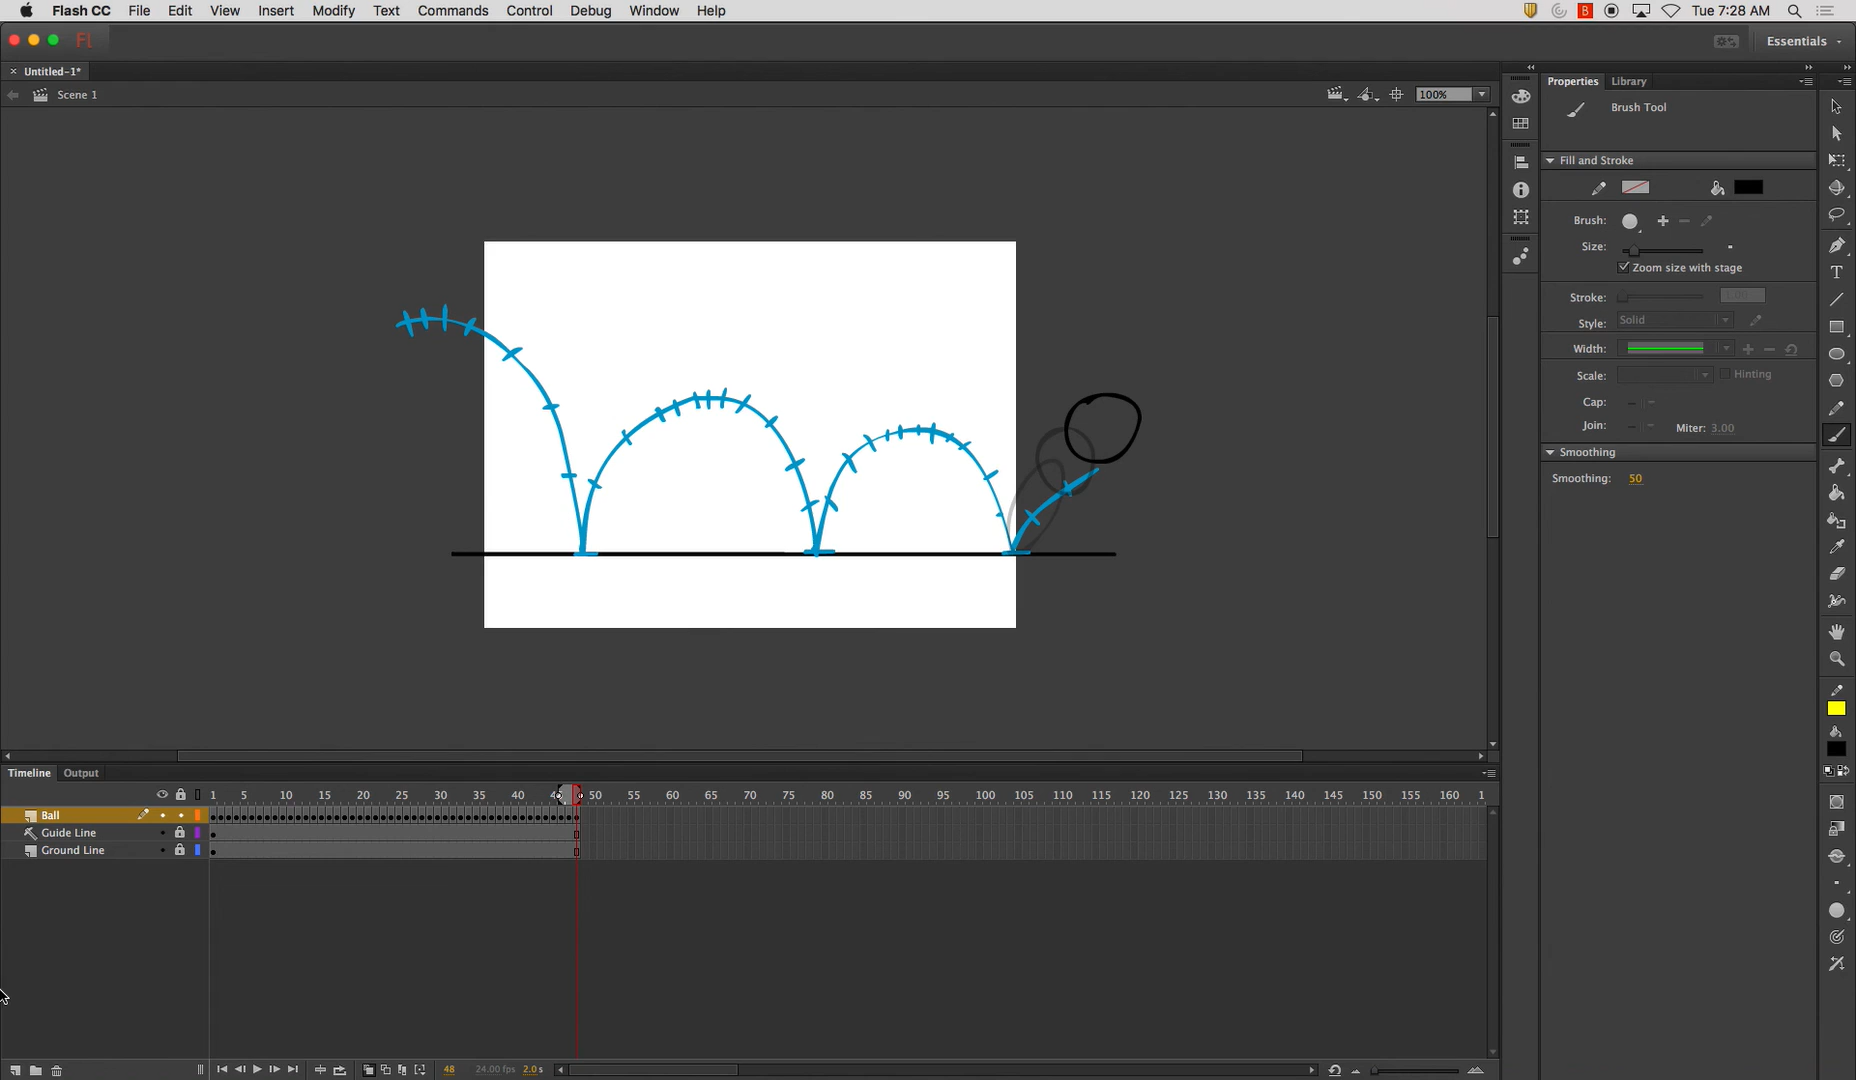 Flash CC File Edit View Insert Modify Text Commands Control Debug Window Help B Tue 7:28 AM
Fl Essentials
× Untitled-1*
Scene 1 100%
Properties Library
Brush Tool
Fill and Stroke
Brush:
Size:
Zoom size with stage
Stroke: 1.00
Style: Solid
Width:
Scale: Hinting
Cap:
Join: Miter: 3.00
Smoothing
Smoothing: 50
T
Timeline Output
1 5 10 15 20 25 30 35 40 50 55 60 65 70 75 80 85 90 95 100 105 110 115 120 125 130 135 140 145 150 155 160
Ball
Guide Line
Ground Line
48 24.00 fps 2.0 s